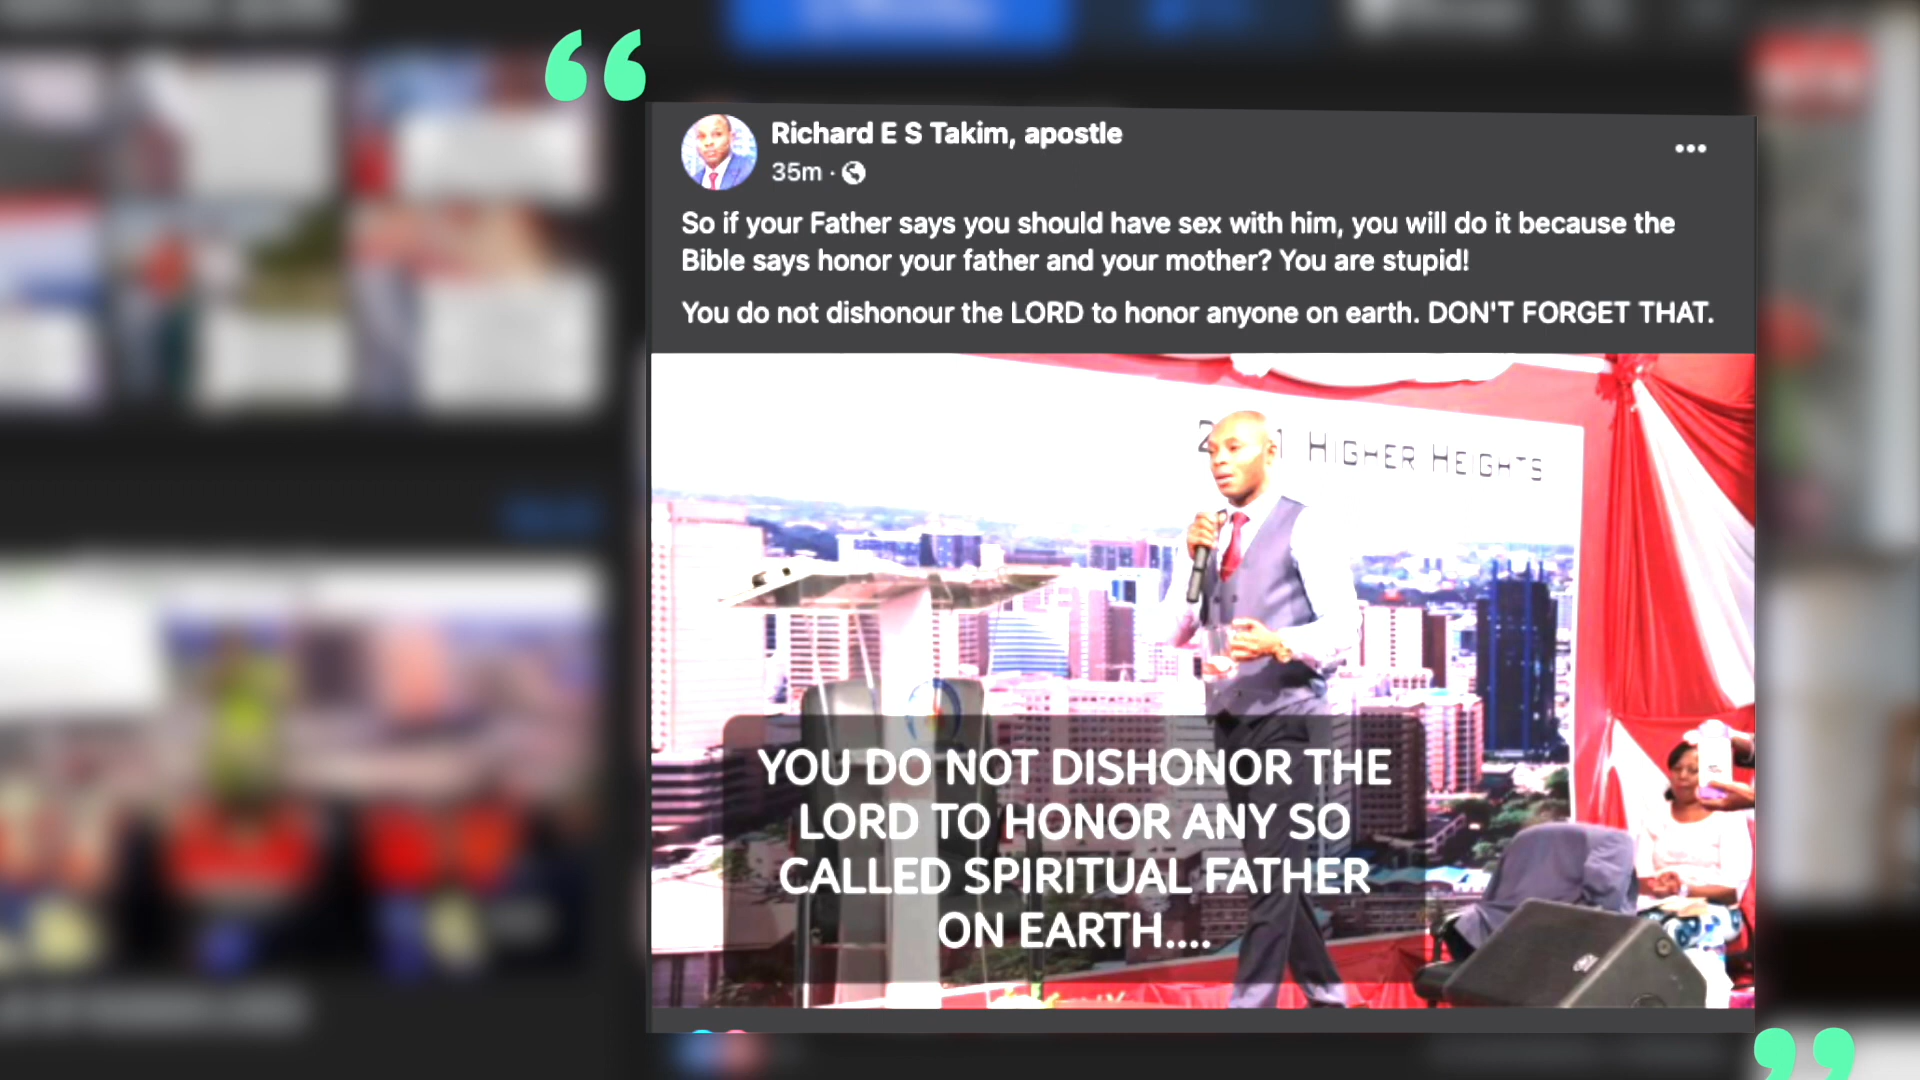 Richard E S Takim, apostle
35m ·
So if your Father says you should have sex with him, you will do it because the
Bible says honor your father and your mother? You are stupid!
You do not dishonour the LORD to honor anyone on earth. DON'T FORGET THAT.
HIGHER HEIGHTS
YOU DO NOT DISHONOR THE
LORD TO HONOR ANY SO
CALLED SPIRITUAL FATHER
ON EARTH....